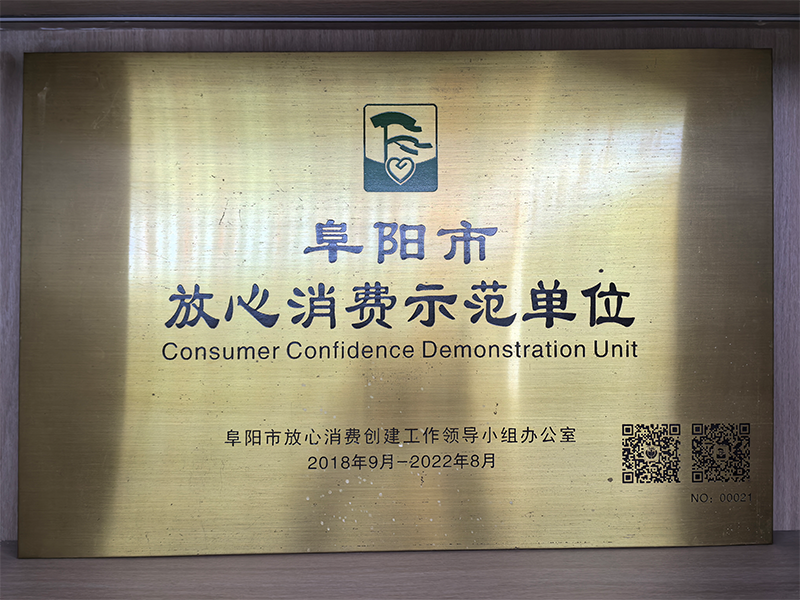 阜阳市
放心消费示范单位
Consumer Confidence Demonstration Unit
阜阳市放心消费创建工作领导小组办公室
2018年9月-2022年8月
NO: 00021